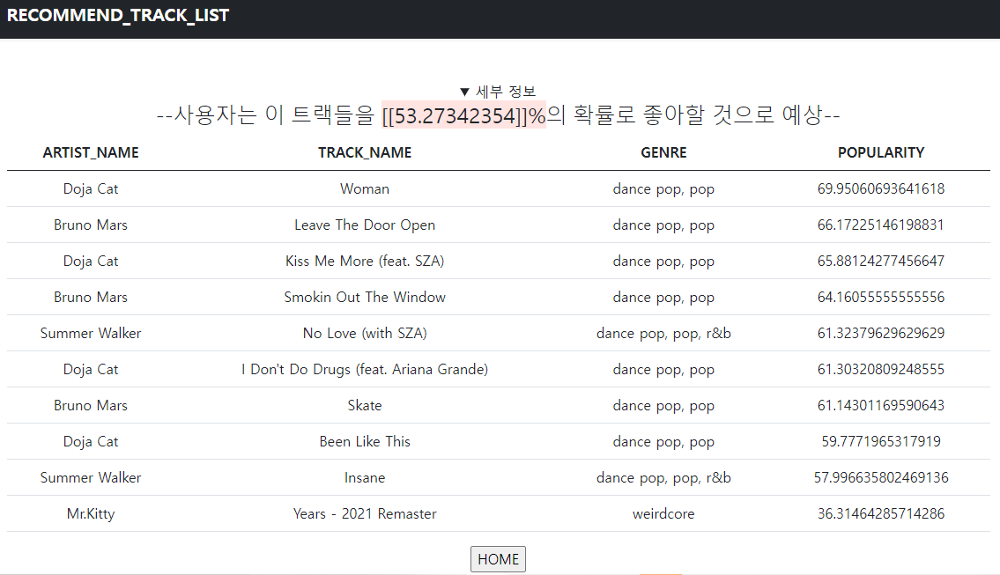 RECOMMEND_TRACK_LIST
▼ 세부 정보
--사용자는 이 트랙들을 [[53.27342354]]%의 확률로 좋아할 것으로 예상--
ARTIST_NAME TRACK_NAME GENRE POPULARITY
Doja Cat Woman dance pop, pop 69.95060693641618
Bruno Mars Leave The Door Open dance pop, pop 66.17225146198831
Doja Cat Kiss Me More (feat. SZA) dance pop, pop 65.88124277456647
Bruno Mars Smokin Out The Window dance pop, pop 64.16055555555556
Summer Walker No Love (with SZA) dance pop, pop, r&b 61.32379629629629
Doja Cat I Don't Do Drugs (feat. Ariana Grande) dance pop, pop 61.30320809248555
Bruno Mars Skate dance pop, pop 61.14301169590643
Doja Cat Been Like This dance pop, pop 59.7771965317919
Summer Walker Insane dance pop, pop, r&b 57.996635802469136
Mr.Kitty Years - 2021 Remaster weirdcore 36.31464285714286
HOME